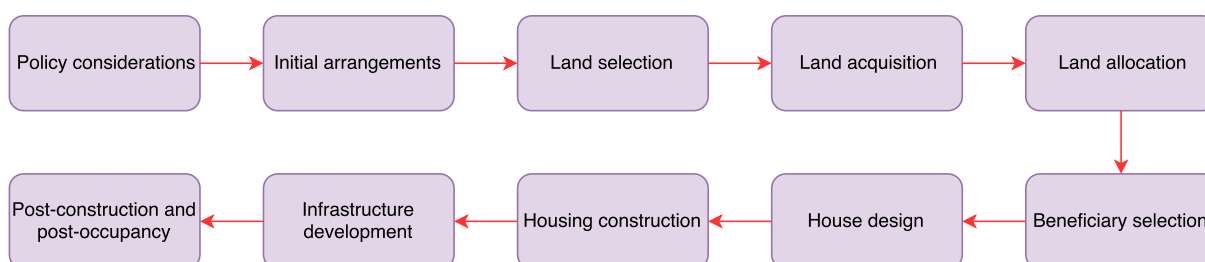 Policy considerations
Initial arrangements
Land selection
Land acquisition
Land allocation
Beneficiary selection
House design
Housing construction
Infrastructure
development
Post-construction and
post-occupancy